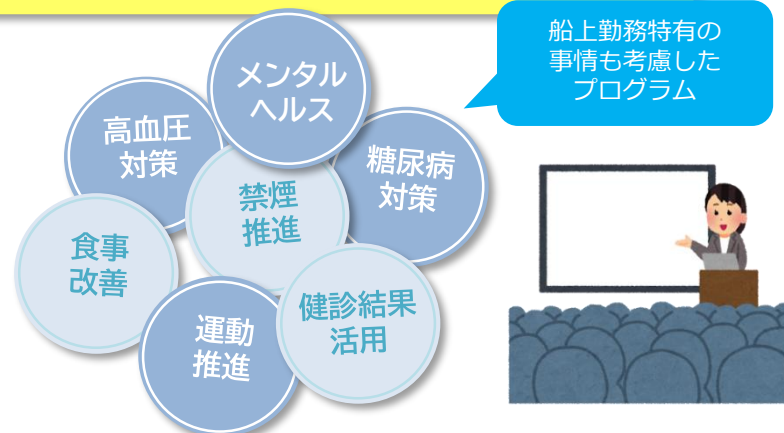 船上勤務特有の
事情も考慮した
プログラム
メンタル
ヘルス
高血圧
対策
糖尿病
対策
禁煙
推進
食事
改善
健診結果
活用
運動
推進